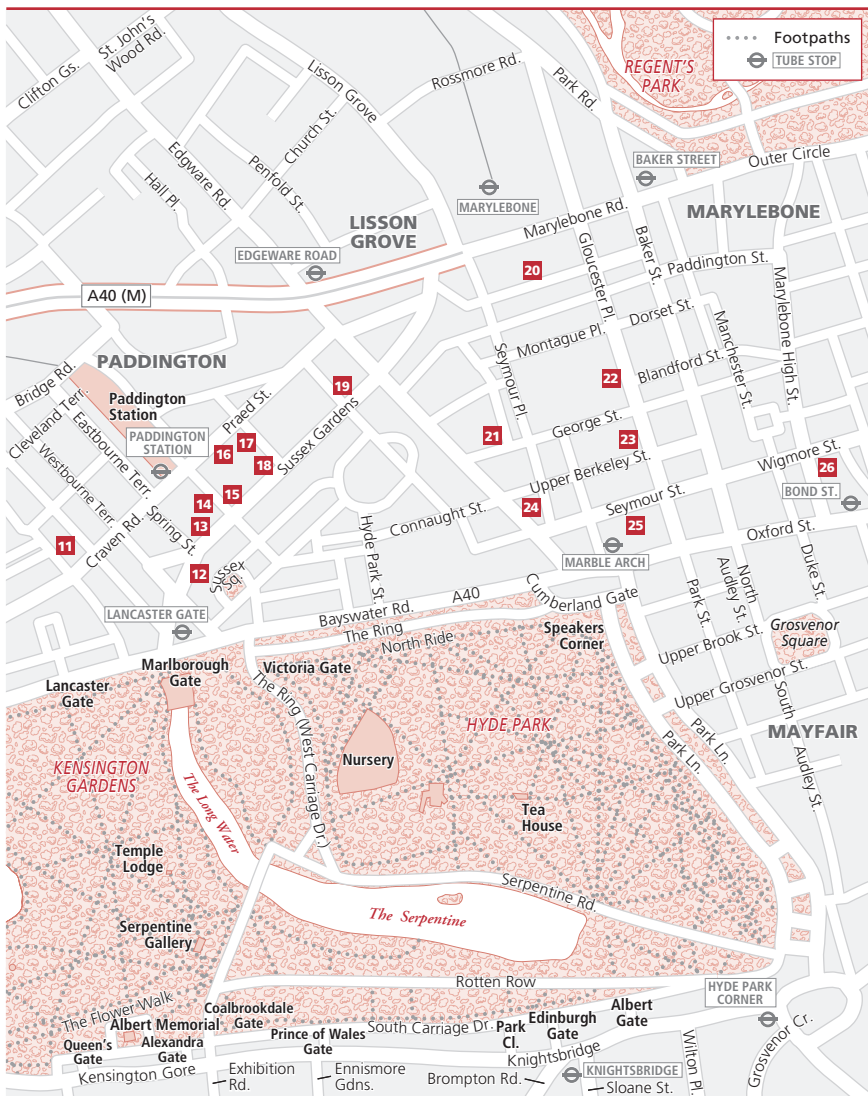 Footpaths
TUBE STOP
St. John's
Wood Rd.
Clifton Gs.
Lisson Grove
Rossmore Rd.
Park Rd.
REGENT'S
PARK
Church St.
Edgware Rd.
Penfold St.
Hall Pl.
BAKER STREET
Outer Circle
MARYLEBONE
Marylebone Rd.
MARYLEBONE
LISSON
GROVE
EDGEWARE ROAD
Gloucester Pl.
Baker St.
Paddington St.
20
A40 (M)
Marylebone High St.
Dorset St.
Montague Pl.
Manchester St.
Seymour Pl.
Blandford St.
PADDINGTON
Bridge Rd.
Paddington
Station
19
22
Cleveland Terr.
Praed St.
Sussex Gardens
George St.
PADDINGTON
STATION
Eastbourne Terr.
Westbourne Terr.
16
17
18
21
23
Upper Berkeley St.
Wigmore St.
26
BOND ST.
15
14
13
Spring St.
Craven Rd.
11
12
Connaught St.
24
Seymour St.
25
Oxford St.
MARBLE ARCH
Hyde Park St.
Sussex
Sq.
LANCASTER GATE
Bayswater Rd.
A40
Cumberland Gate
The Ring
North Ride
Speakers
Corner
Park St.
North
Audley St.
Duke St.
Grosvenor
Square
Upper Brook St.
Upper Grosvenor St.
South
Audley St.
MAYFAIR
Park Ln.
Park Ln.
Lancaster
Gate
Marlborough
Gate
Victoria Gate
The Ring (West Carriage Dr.)
HYDE PARK
Nursery
KENSINGTON
GARDENS
The Long Water
Tea
House
Temple
Lodge
Serpentine Rd.
The Serpentine
Serpentine
Gallery
Rotten Row
HYDE PARK
CORNER
The Flower Walk
Albert Memorial
Coalbrookdale
Gate
South Carriage Dr.
Park
Cl.
Edinburgh
Gate
Albert
Gate
Queen's
Gate
Alexandra
Gate
Prince of Wales
Gate
Knightsbridge
Grosvenor Cr.
Kensington Gore
Exhibition
Rd.
Ennismore
Gdns.
Brompton Rd.
KNIGHTSBRIDGE
Sloane St.
Wilton Pl.